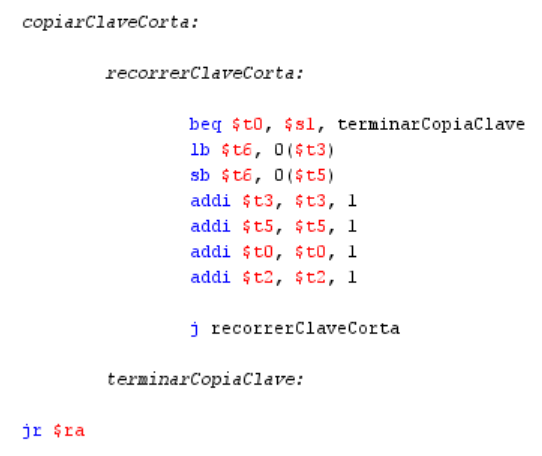 copiarClaveCorta:
recorrerClaveCorta:
beq $t0, $s1, terminarCopiaClave
lb $t6, 0($t3)
sb $t6, 0($t5)
addi $t3, $t3, 1
addi $t5, $t5, 1
addi $t0, $t0, 1
addi $t2, $t2, 1
j recorrerClaveCorta
terminarCopiaClave:
jr $ra